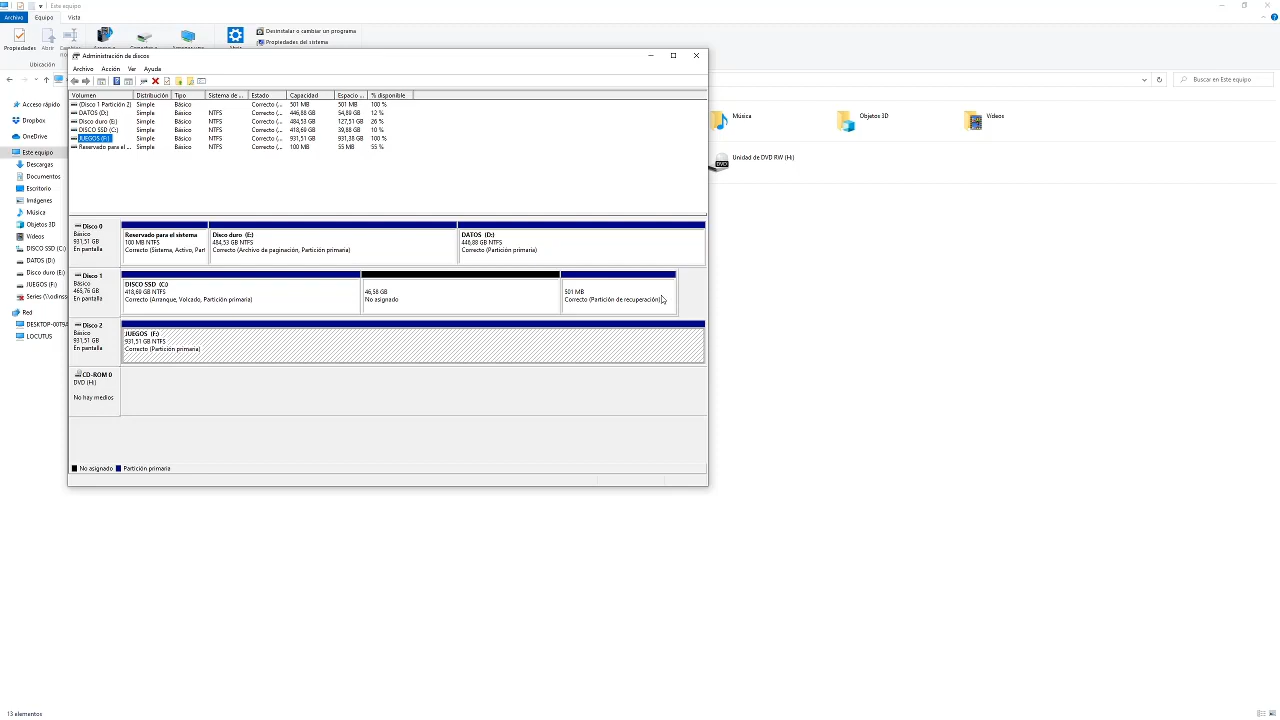 Este equipo
Archivo Equipo Vista
Propiedades Abrir
Ubicación
Desinstalar o cambiar un programa
Propiedades del sistema
Buscar en Este equipo
Acceso rápido
Dropbox
OneDrive
Este equipo
Descargas
Documentos
Escritorio
Imágenes
Música
Objetos 3D
Vídeos
DISCO SSD (C:)
DATOS (D:)
Disco duro (E:)
JUEGOS (F:)
Series (\\odinss
Red
DESKTOP-00T9A
LOCUTUS
Música
Objetos 3D
Vídeos
DVD
Unidad de DVD RW (H:)
Administración de discos
Archivo Acción Ver Ayuda
Volumen Distribución Tipo Sistema de ... Estado Capacidad Espacio ... % disponible
(Disco 1 Partición 2) Simple Básico Correcto (... 501 MB 501 MB 100 %
DATOS (D:) Simple Básico NTFS Correcto (... 446,88 GB 54,89 GB 12 %
Disco duro (E:) Simple Básico NTFS Correcto (... 484,53 GB 127,51 GB 26 %
DISCO SSD (C:) Simple Básico NTFS Correcto (... 418,69 GB 39,88 GB 10 %
JUEGOS (F:) Simple Básico NTFS Correcto (... 931,51 GB 931,38 GB 100 %
Reservado para el ... Simple Básico NTFS Correcto (... 100 MB 55 MB 55 %
Disco 0
Básico
931,51 GB
En pantalla
Reservado para el sistema
100 MB NTFS
Correcto (Sistema, Activo, Pari
Disco duro (E:)
484,53 GB NTFS
Correcto (Archivo de paginación, Partición primaria)
DATOS (D:)
446,88 GB NTFS
Correcto (Partición primaria)
Disco 1
Básico
465,76 GB
En pantalla
DISCO SSD (C:)
418,69 GB NTFS
Correcto (Arranque, Volcado, Partición primaria)
46,58 GB
No asignado
501 MB
Correcto (Partición de recuperación)
Disco 2
Básico
931,51 GB
En pantalla
JUEGOS (F:)
931,51 GB NTFS
Correcto (Partición primaria)
CD-ROM 0
DVD (H:)
No hay medios
No asignado Partición primaria
13 elementos